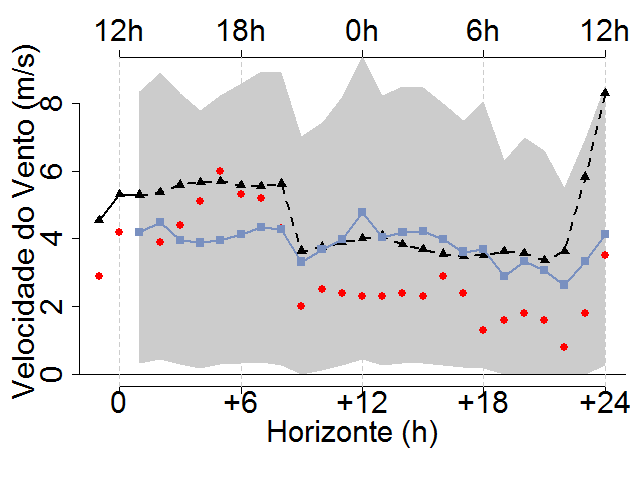 12h 18h 0h 6h 12h
Velocidade do Vento (m/s)
8
6
4
2
0
0 +6 +12 +18 +24
Horizonte (h)